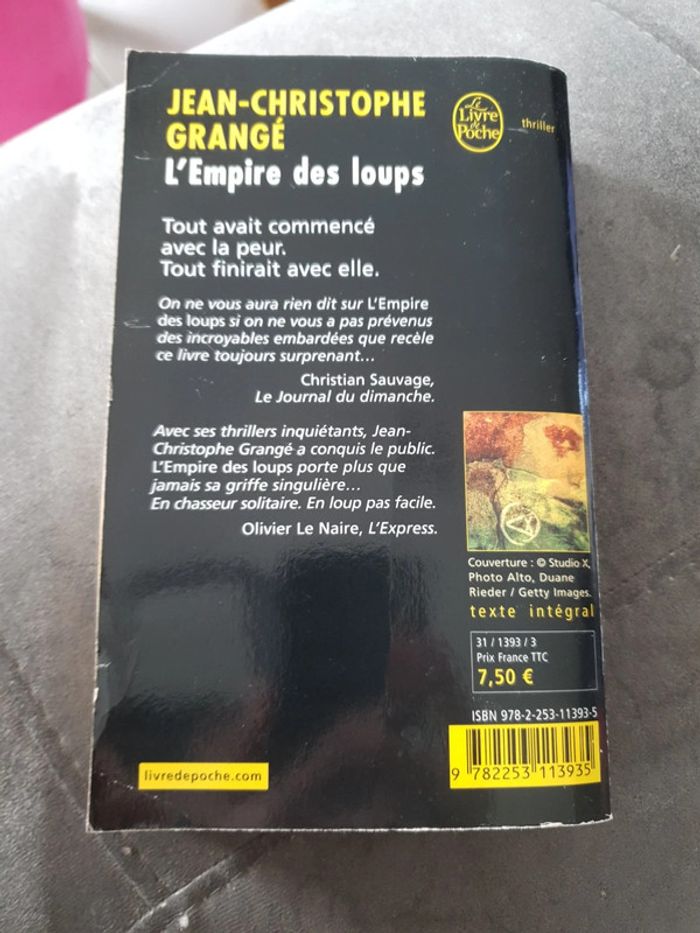 JEAN-CHRISTOPHE
GRANGÉ
L'Empire des loups
Le
Livre
de
Poche
thriller
Tout avait commencé
avec la peur.
Tout finirait avec elle.
On ne vous aura rien dit sur L'Empire
des loups si on ne vous a pas prévenus
des incroyables embardées que recèle
ce livre toujours surprenant...
Christian Sauvage,
Le Journal du dimanche.
Avec ses thrillers inquiétants, Jean-
Christophe Grangé a conquis le public.
L'Empire des loups porte plus que
jamais sa griffe singulière...
En chasseur solitaire. En loup pas facile.
Olivier Le Naire, L'Express.
Couverture : © Studio X,
Photo Alto, Duane
Rieder / Getty Images.
texte intégral
31 / 1393 / 3
Prix France TTC
7,50 €
ISBN 978-2-253-11393-5
9 782253 113935
livredepoche.com